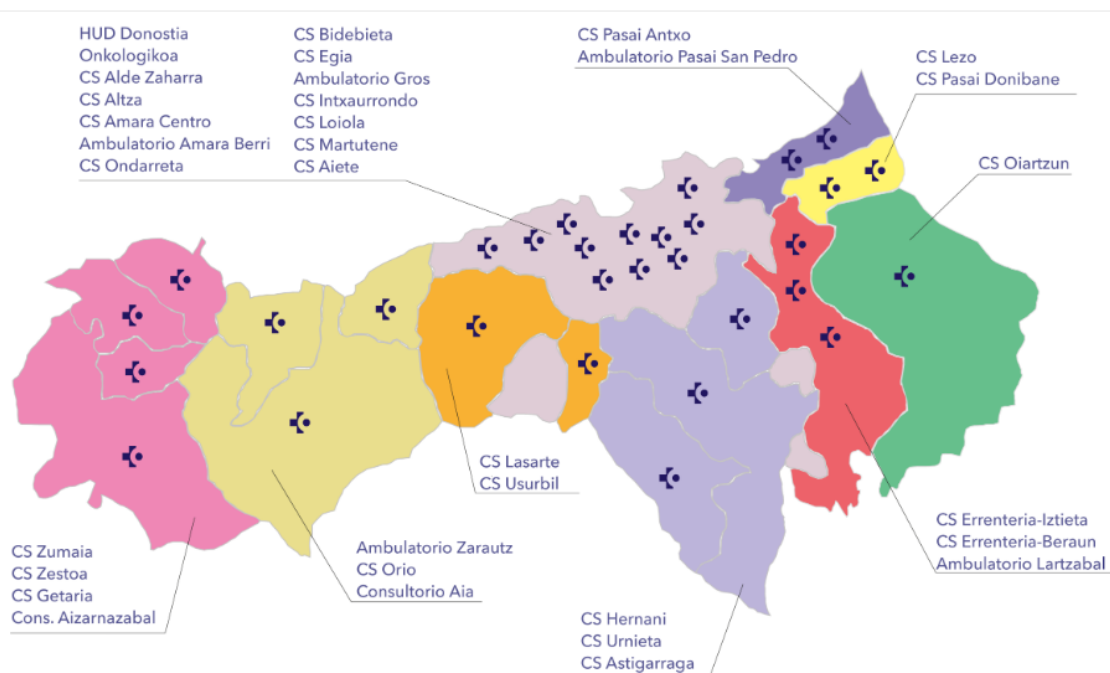 HUD Donostia
Onkologikoa
CS Alde Zaharra
CS Altza
CS Amara Centro
Ambulatorio Amara Berri
CS Ondarreta
CS Bidebieta
CS Egia
Ambulatorio Gros
CS Intxaurrondo
CS Loiola
CS Martutene
CS Aiete
CS Pasai Antxo
Ambulatorio Pasai San Pedro
CS Lezo
CS Pasai Donibane
CS Oiartzun
CS Lasarte
CS Usurbil
CS Zumaia
CS Zestoa
CS Getaria
Cons. Aizarnazabal
Ambulatorio Zarautz
CS Orio
Consultorio Aia
CS Errenteria-Iztieta
CS Errenteria-Beraun
Ambulatorio Lartzabal
CS Hernani
CS Urnieta
CS Astigarraga